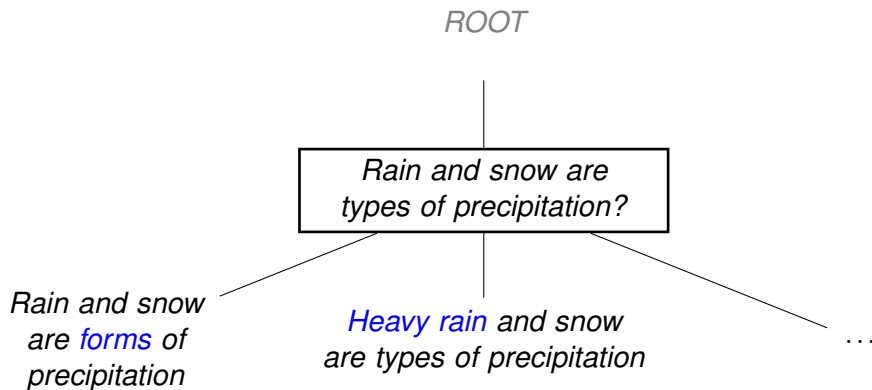 ROOT
Rain and snow are
types of precipitation?
Rain and snow
are forms of
precipitation
Heavy rain and snow
are types of precipitation
...